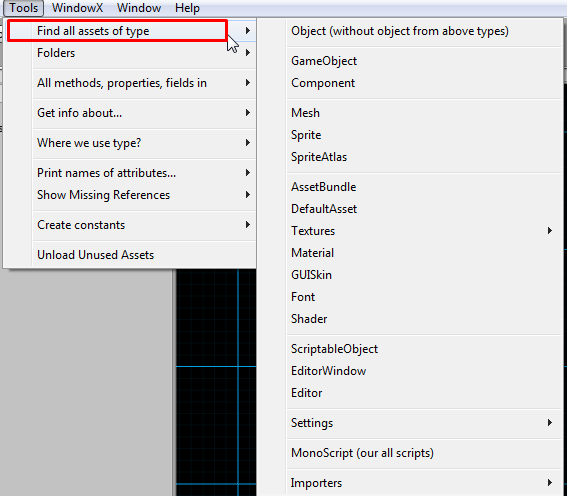 Tools WindowX Window Help
Find all assets of type
Folders
All methods, properties, fields in
Get info about...
Where we use type?
Print names of attributes...
Show Missing References
Create constants
Unload Unused Assets
Object (without object from above types)
GameObject
Component
Mesh
Sprite
SpriteAtlas
AssetBundle
DefaultAsset
Textures
Material
GUISkin
Font
Shader
ScriptableObject
EditorWindow
Editor
Settings
MonoScript (our all scripts)
Importers